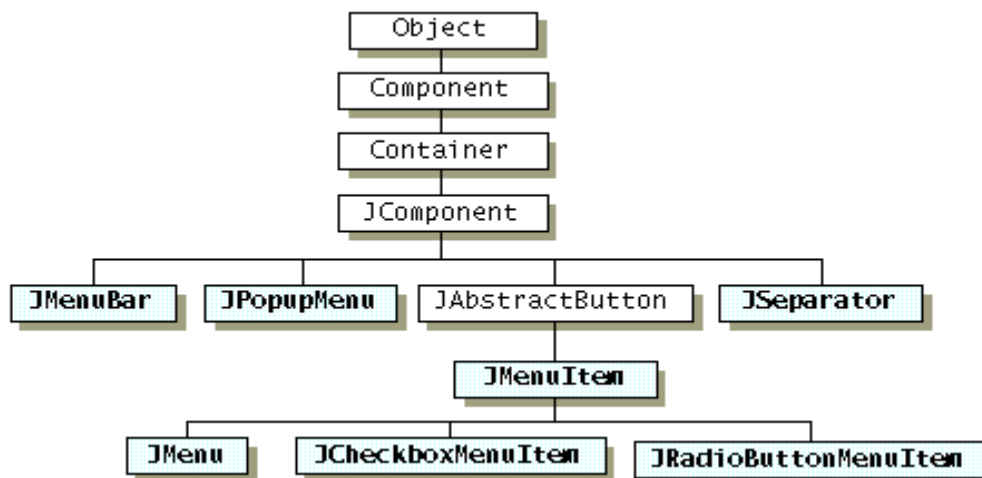 Object
Component
Container
JComponent
JMenuBar JPopupMenu JAbstractButton JSeparator
JMenuItem
JMenu JCheckboxMenuItem JRadioButtonMenuItem